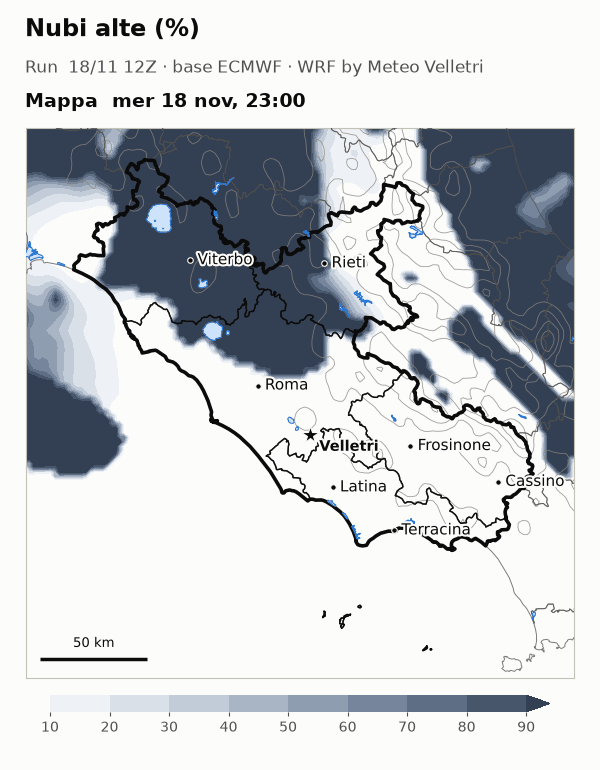 Nubi alte (%)
Run 18/11 12Z · base ECMWF · WRF by Meteo Velletri
Mappa mer 18 nov, 23:00
Viterbo
Rieti
Roma
Velletri
Frosinone
Latina
Cassino
Terracina
50 km
10 20 30 40 50 60 70 80 90